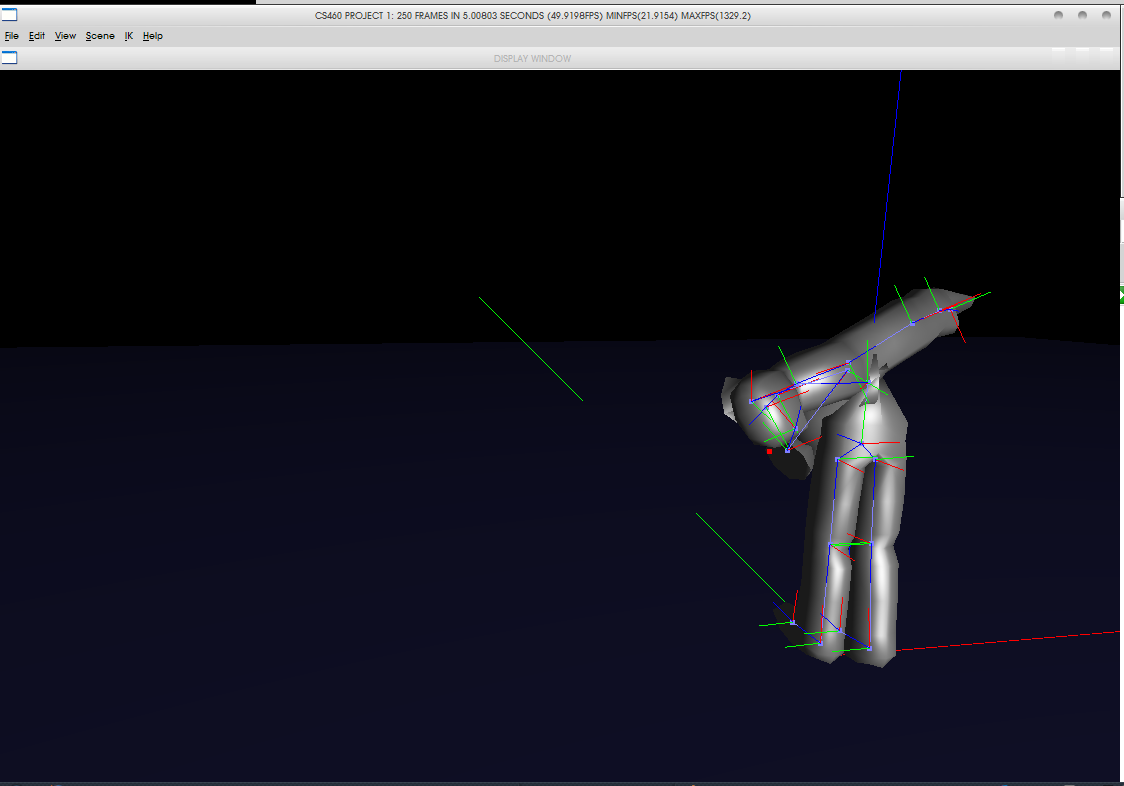 CS460 PROJECT 1: 250 FRAMES IN 5.00803 SECONDS (49.9198FPS) MINFPS(21.9154) MAXFPS(1329.2)
File Edit View Scene IK Help
DISPLAY WINDOW